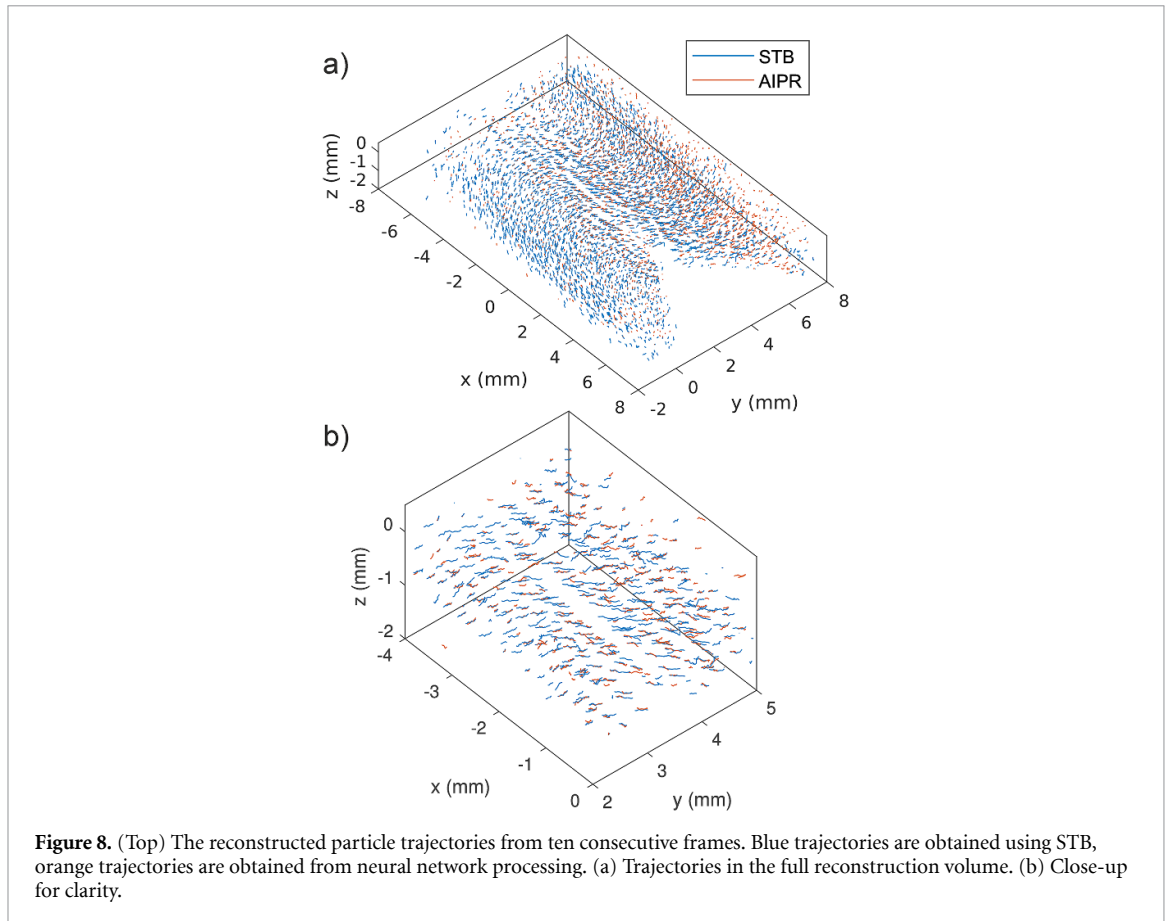 a)
STB
AIPR
0
-1
-2
z (mm)
-8
-6
-4
-2
0
2
4
6
8
x (mm)
-2
0
2
4
6
8
y (mm)
b)
0
-1
-2
z (mm)
-4
-3
-2
-1
0
x (mm)
2
3
4
5
y (mm)
Figure 8. (Top) The reconstructed particle trajectories from ten consecutive frames. Blue trajectories are obtained using STB,
orange trajectories are obtained from neural network processing. (a) Trajectories in the full reconstruction volume. (b) Close-up
for clarity.